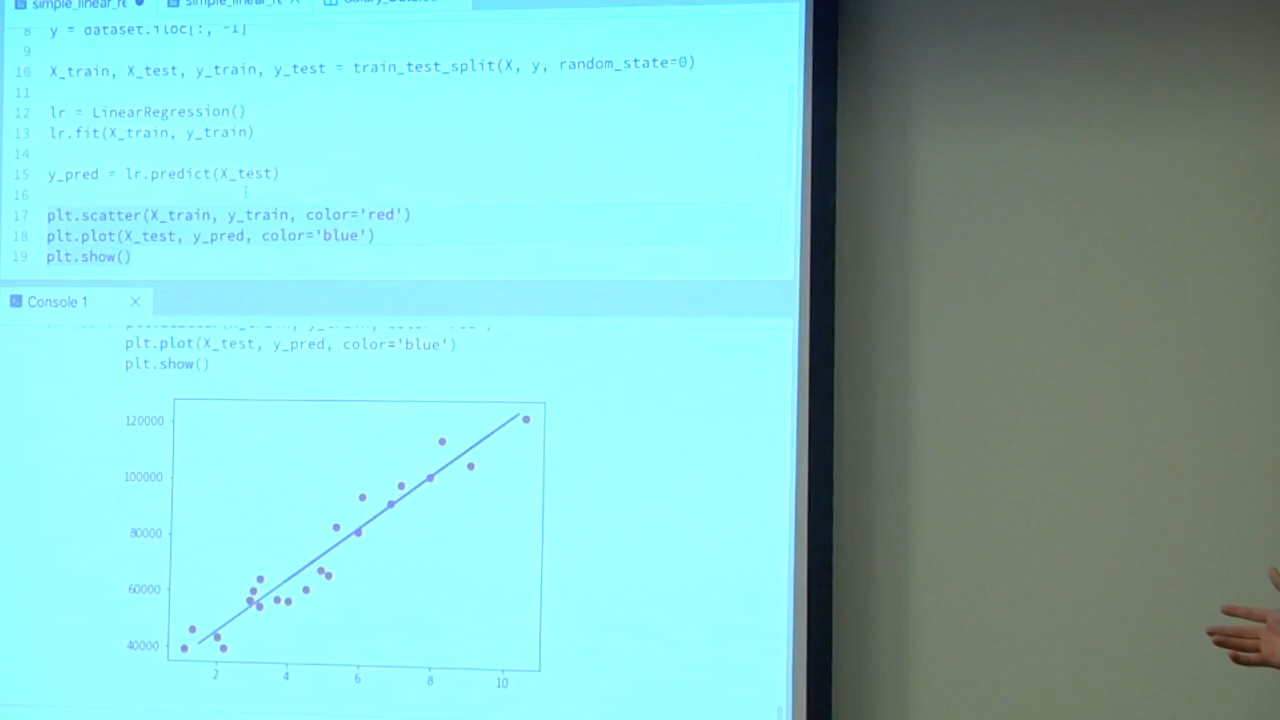 8 y = dataset.iloc[:, -1]
9
10 X_train, X_test, y_train, y_test = train_test_split(X, y, random_state=0)
11
12 lr = LinearRegression()
13 lr.fit(X_train, y_train)
14
15 y_pred = lr.predict(X_test)
16
17 plt.scatter(X_train, y_train, color='red')
18 plt.plot(X_test, y_pred, color='blue')
19 plt.show()
Console 1 ×
plt.plot(X_test, y_pred, color='blue')
plt.show()
120000
100000
80000
60000
40000
2 4 6 8 10